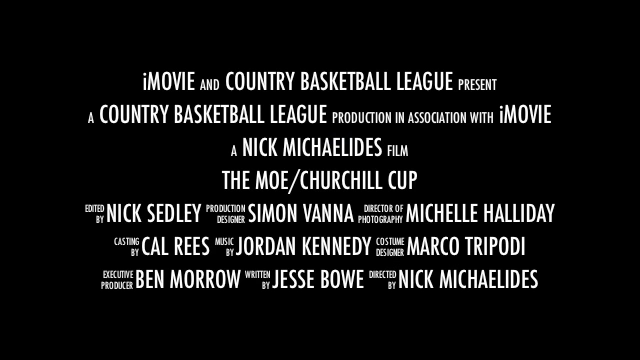 iMOVIE AND COUNTRY BASKETBALL LEAGUE PRESENT
A COUNTRY BASKETBALL LEAGUE PRODUCTION IN ASSOCIATION WITH iMOVIE
A NICK MICHAELIDES FILM
THE MOE/CHURCHILL CUP
EDITED BY NICK SEDLEY PRODUCTION DESIGNER SIMON VANNA DIRECTOR OF PHOTOGRAPHY MICHELLE HALLIDAY
CASTING BY CAL REES MUSIC BY JORDAN KENNEDY COSTUME DESIGNER MARCO TRIPODI
EXECUTIVE PRODUCER BEN MORROW WRITTEN BY JESSE BOWE DIRECTED BY NICK MICHAELIDES